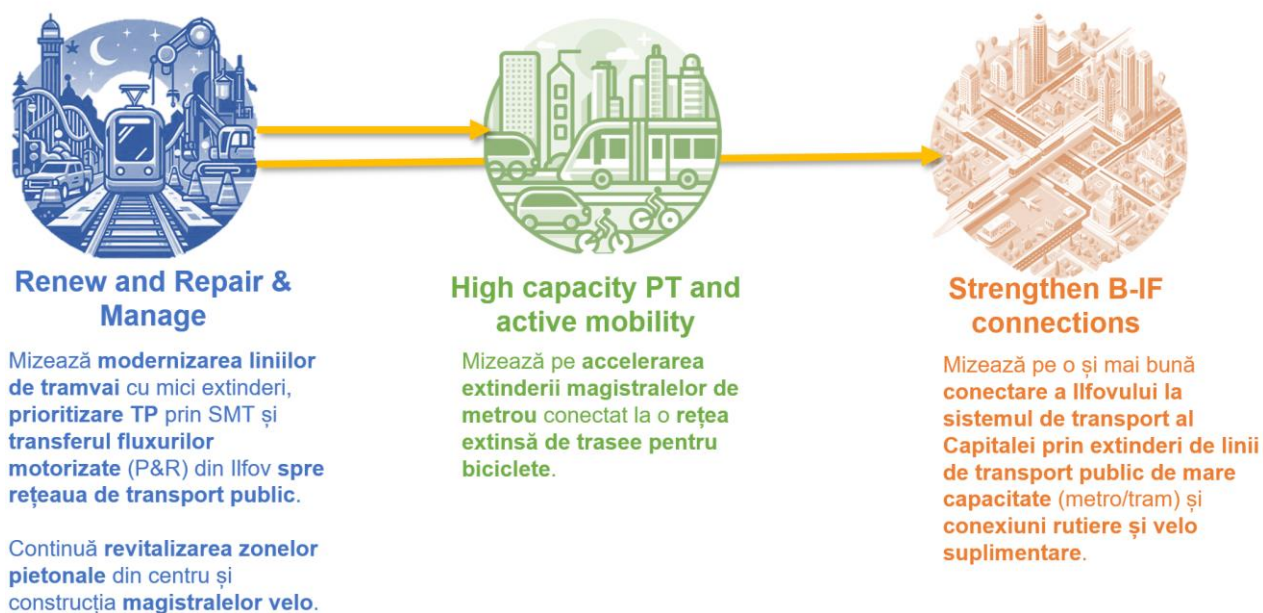 Renew and Repair &
Manage
Mizează modernizarea liniilor
de tramvai cu mici extinderi,
prioritizare TP prin SMT și
transferul fluxurilor
motorizate (P&R) din Ilfov spre
rețeaua de transport public.
Continuă revitalizarea zonelor
pietonale din centru și
construcția magistralelor velo.
High capacity PT and
active mobility
Mizează pe accelerarea
extinderii magistralelor de
metrou conectat la o rețea
extinsă de trasee pentru
biciclete.
Strengthen B-IF
connections
Mizează pe o și mai bună
conectare a Ilfovului la
sistemul de transport al
Capitalei prin extinderi de linii
de transport public de mare
capacitate (metro/tram) și
conexiuni rutiere și velo
suplimentare.